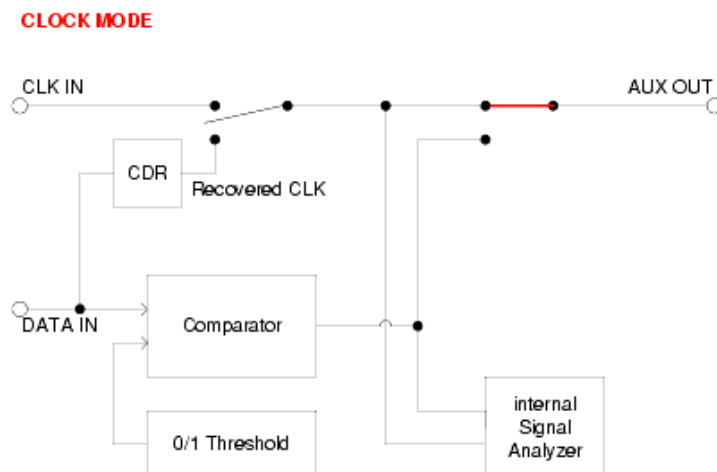 CLOCK MODE
CLK IN
AUX OUT
CDR
Recovered CLK
DATA IN
Comparator
0/1 Threshold
internal
Signal
Analyzer